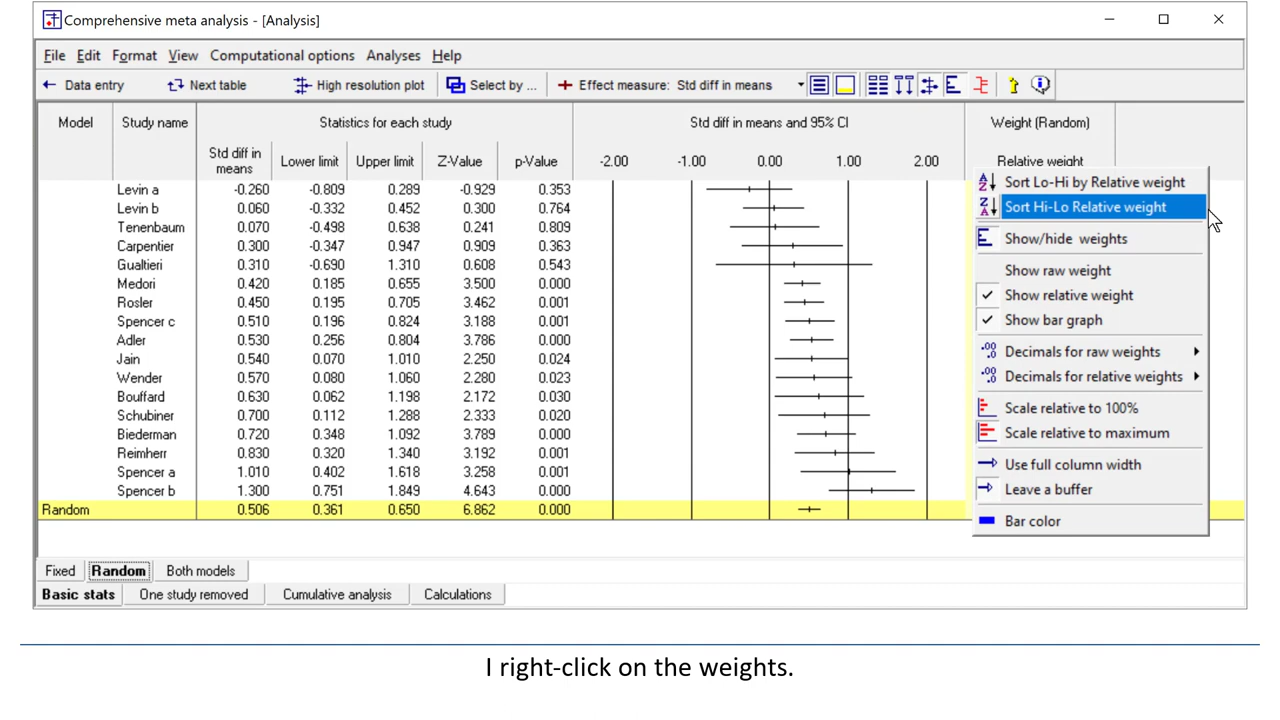 Comprehensive meta analysis - [Analysis]
File Edit Format View Computational options Analyses Help
Data entry Next table High resolution plot Select by ... Effect measure: Std diff in means
Model Study name Statistics for each study Std diff in means and 95% CI Weight (Random)
Std diff in means Lower limit Upper limit Z-Value p-Value -2.00 -1.00 0.00 1.00 2.00 Relative weight
Levin a -0.260 -0.809 0.289 -0.929 0.353
Levin b 0.060 -0.332 0.452 0.300 0.764
Tenenbaum 0.070 -0.498 0.638 0.241 0.809
Carpentier 0.300 -0.347 0.947 0.909 0.363
Gualtieri 0.310 -0.690 1.310 0.608 0.543
Medori 0.420 0.185 0.655 3.500 0.000
Rosler 0.450 0.195 0.705 3.462 0.001
Spencer c 0.510 0.196 0.824 3.188 0.001
Adler 0.530 0.256 0.804 3.786 0.000
Jain 0.540 0.070 1.010 2.250 0.024
Wender 0.570 0.080 1.060 2.280 0.023
Bouffard 0.630 0.062 1.198 2.172 0.030
Schubiner 0.700 0.112 1.288 2.333 0.020
Biederman 0.720 0.348 1.092 3.789 0.000
Reimherr 0.830 0.320 1.340 3.192 0.001
Spencer a 1.010 0.402 1.618 3.258 0.001
Spencer b 1.300 0.751 1.849 4.643 0.000
Random 0.506 0.361 0.650 6.862 0.000
Sort Lo-Hi by Relative weight
Sort Hi-Lo Relative weight
Show/hide weights
Show raw weight
Show relative weight
Show bar graph
Decimals for raw weights
Decimals for relative weights
Scale relative to 100%
Scale relative to maximum
Use full column width
Leave a buffer
Bar color
Fixed Random Both models
Basic stats One study removed Cumulative analysis Calculations
I right-click on the weights.